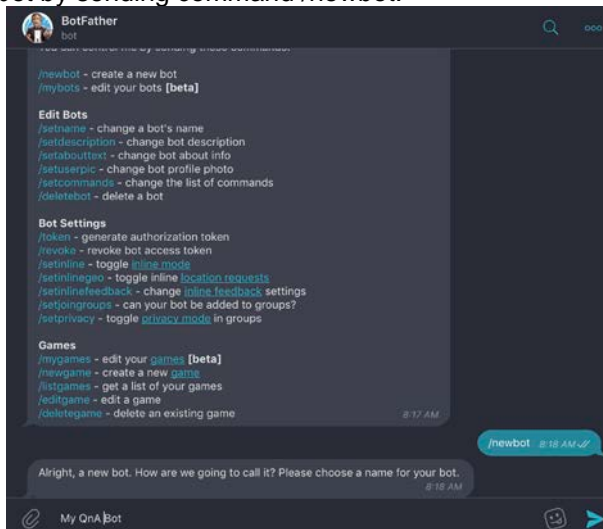 bot by sending command /newbot.
BotFather
bot
You can control me by sending these commands:
/newbot - create a new bot
/mybots - edit your bots [beta]
Edit Bots
/setname - change a bot's name
/setdescription - change bot description
/setabouttext - change bot about info
/setuserpic - change bot profile photo
/setcommands - change the list of commands
/deletebot - delete a bot
Bot Settings
/token - generate authorization token
/revoke - revoke bot access token
/setinline - toggle inline mode
/setinlinegeo - toggle inline location requests
/setinlinefeedback - change inline feedback settings
/setjoingroups - can your bot be added to groups?
/setprivacy - toggle privacy mode in groups
Games
/mygames - edit your games [beta]
/newgame - create a new game
/listgames - get a list of your games
/editgame - edit a game
/deletegame - delete an existing game
8:17 AM
/newbot 8:18 AM
Alright, a new bot. How are we going to call it? Please choose a name for your bot.
8:18 AM
My QnA Bot